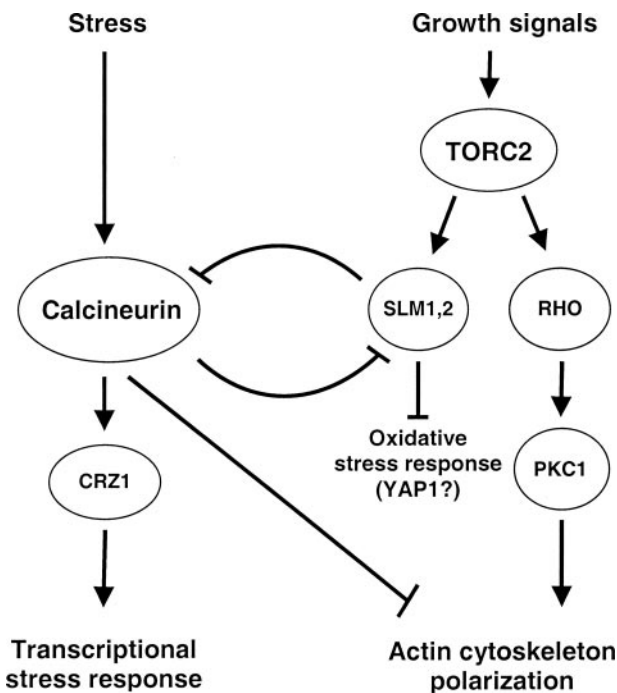 Stress
Growth signals
TORC2
Calcineurin
SLM1,2
RHO
Oxidative
stress response
(YAP1?)
CRZ1
PKC1
Transcriptional
stress response
Actin cytoskeleton
polarization